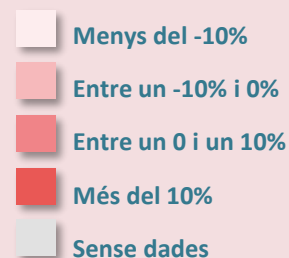 Menys del -10%
Entre un -10% i 0%
Entre un 0 i un 10%
Més del 10%
Sense dades